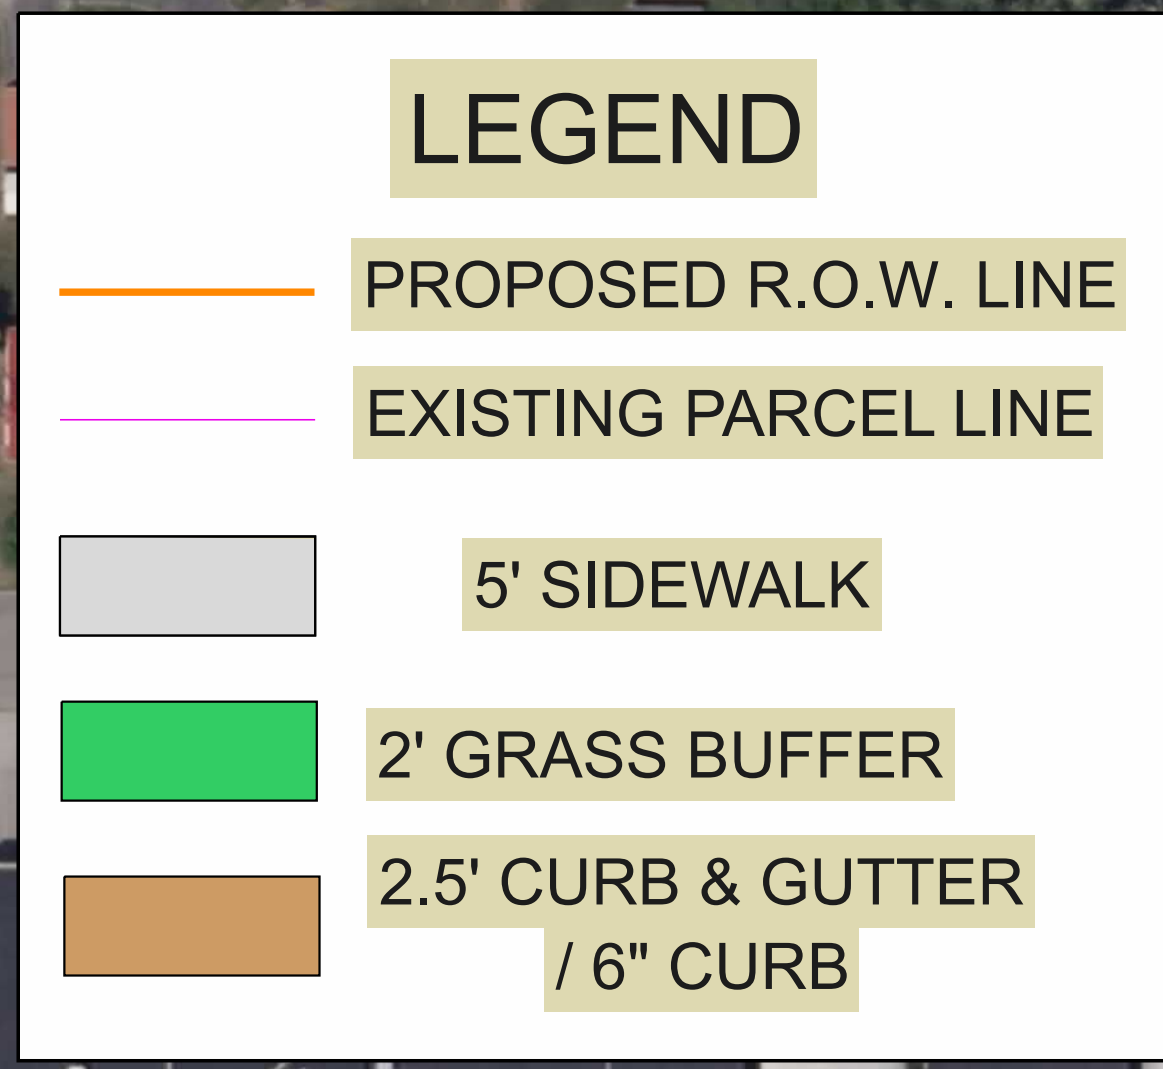 LEGEND
PROPOSED R.O.W. LINE
EXISTING PARCEL LINE
5' SIDEWALK
2' GRASS BUFFER
2.5' CURB & GUTTER
/ 6" CURB